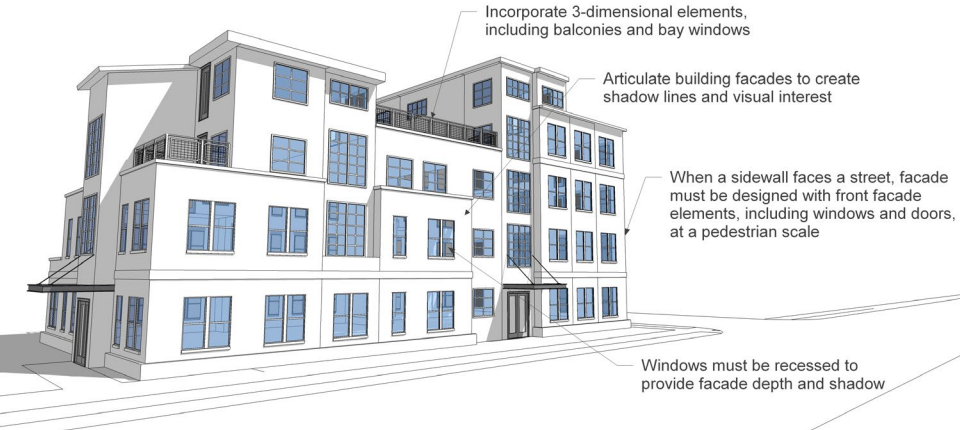 Incorporate 3-dimensional elements,
including balconies and bay windows
Articulate building facades to create
shadow lines and visual interest
When a sidewall faces a street, facade
must be designed with front facade
elements, including windows and doors,
at a pedestrian scale
Windows must be recessed to
provide facade depth and shadow